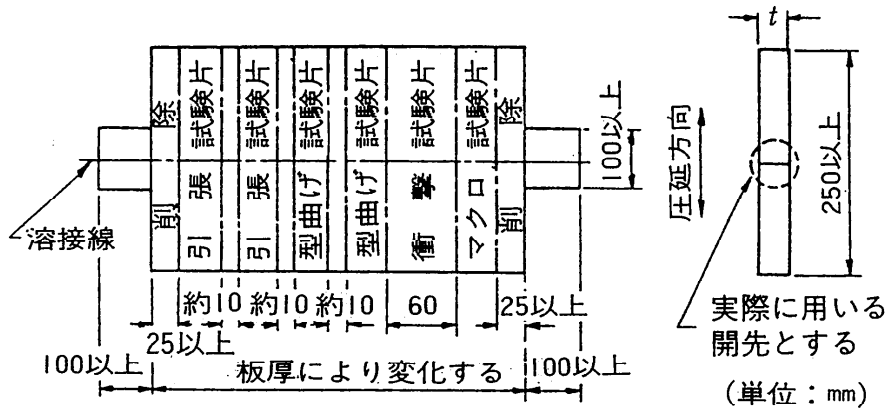 t
除削
引張試験片
引張試験片
型曲げ試験片
型曲げ試験片
衝撃試験片
マクロ試験片
除削
100以上
圧延方向
250以上
溶接線
約10
約10
約10
60
25以上
25以上
100以上
板厚により変化する
100以上
実際に用いる
開先とする
(単位：mm)